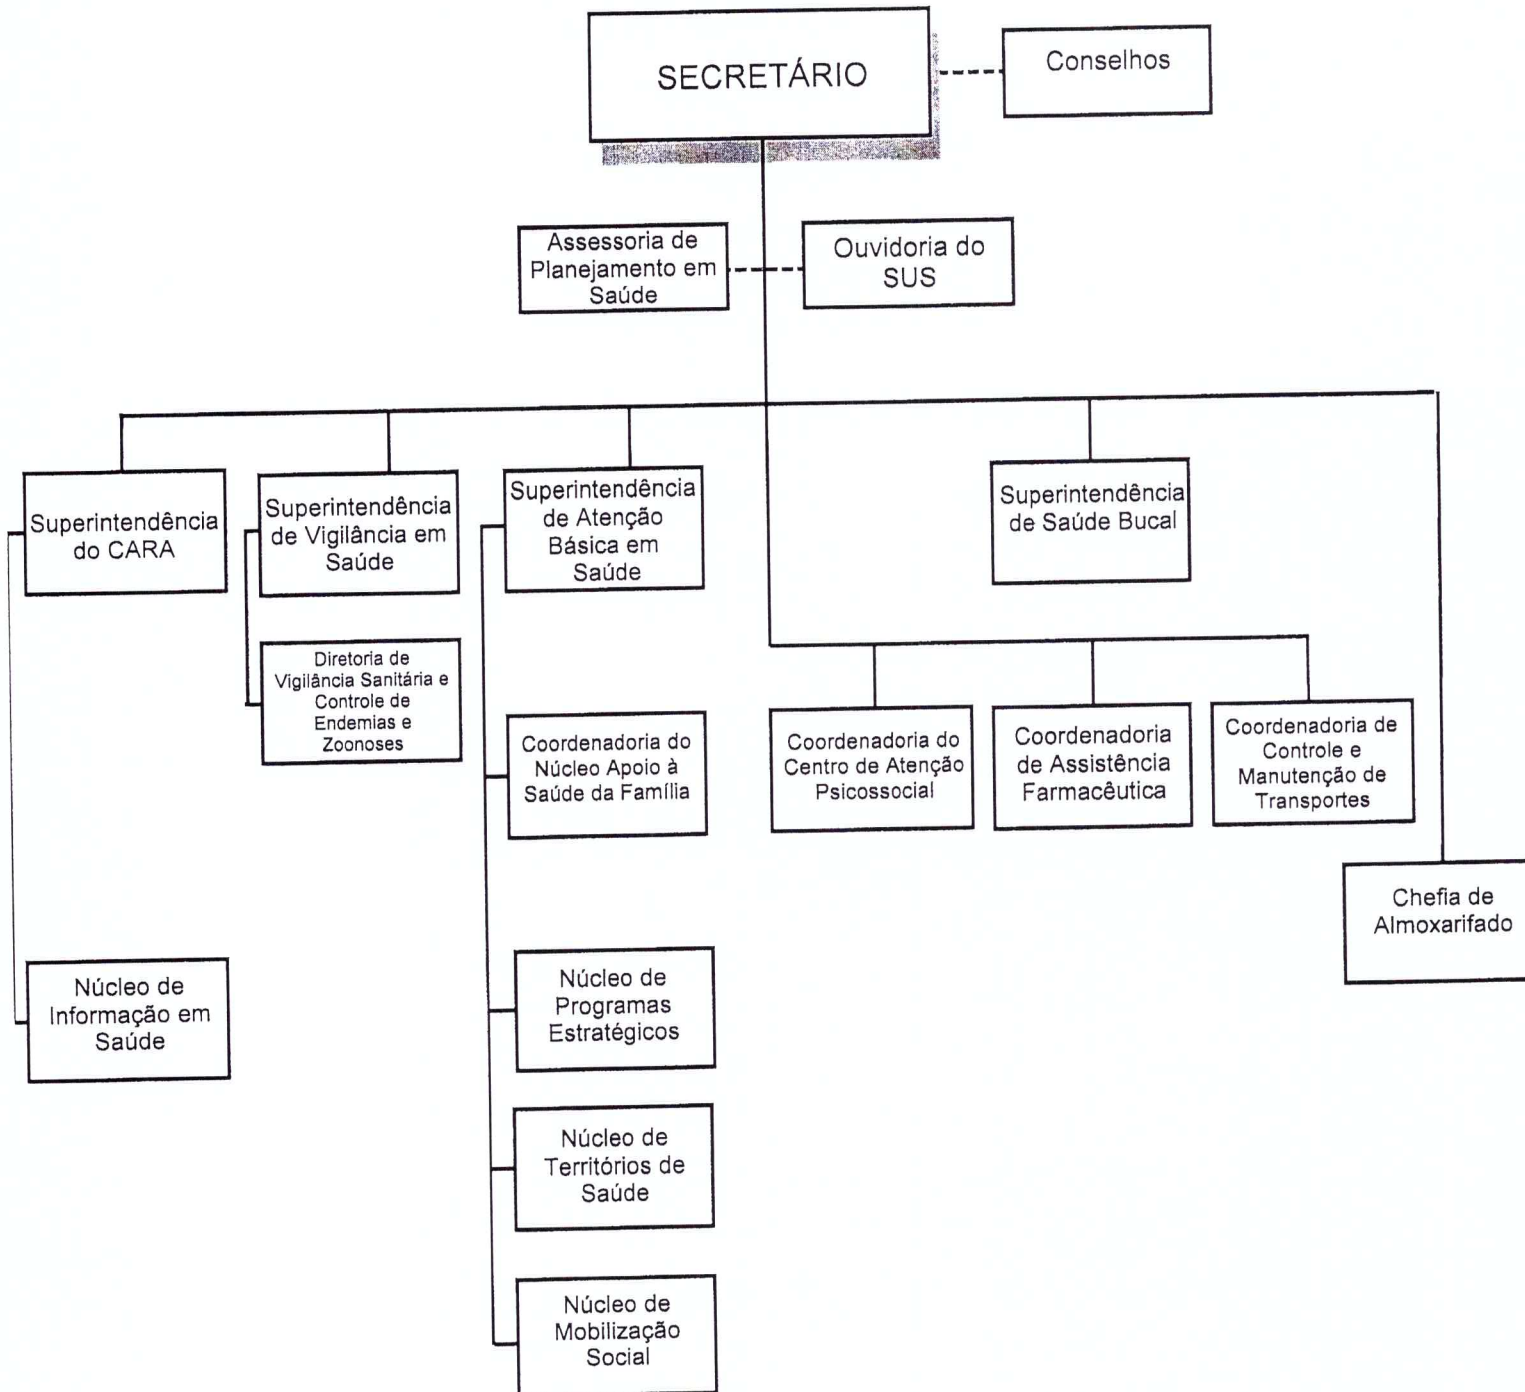 SECRETÁRIO
Conselhos
Assessoria de
Planejamento em
Saúde
Ouvidoria do
SUS
Superintendência
do CARA
Superintendência
de Vigilância em
Saúde
Superintendência
de Atenção
Básica em
Saúde
Superintendência
de Saúde Bucal
Diretoria de
Vigilância Sanitária e
Controle de
Endemias e
Zoonoses
Coordenadoria do
Núcleo Apoio à
Saúde da Família
Coordenadoria do
Centro de Atenção
Psicossocial
Coordenadoria
de Assistência
Farmacêutica
Coordenadoria de
Controle e
Manutenção de
Transportes
Chefia de
Almoxarifado
Núcleo de
Informação em
Saúde
Núcleo de
Programas
Estratégicos
Núcleo de
Territórios de
Saúde
Núcleo de
Mobilização
Social